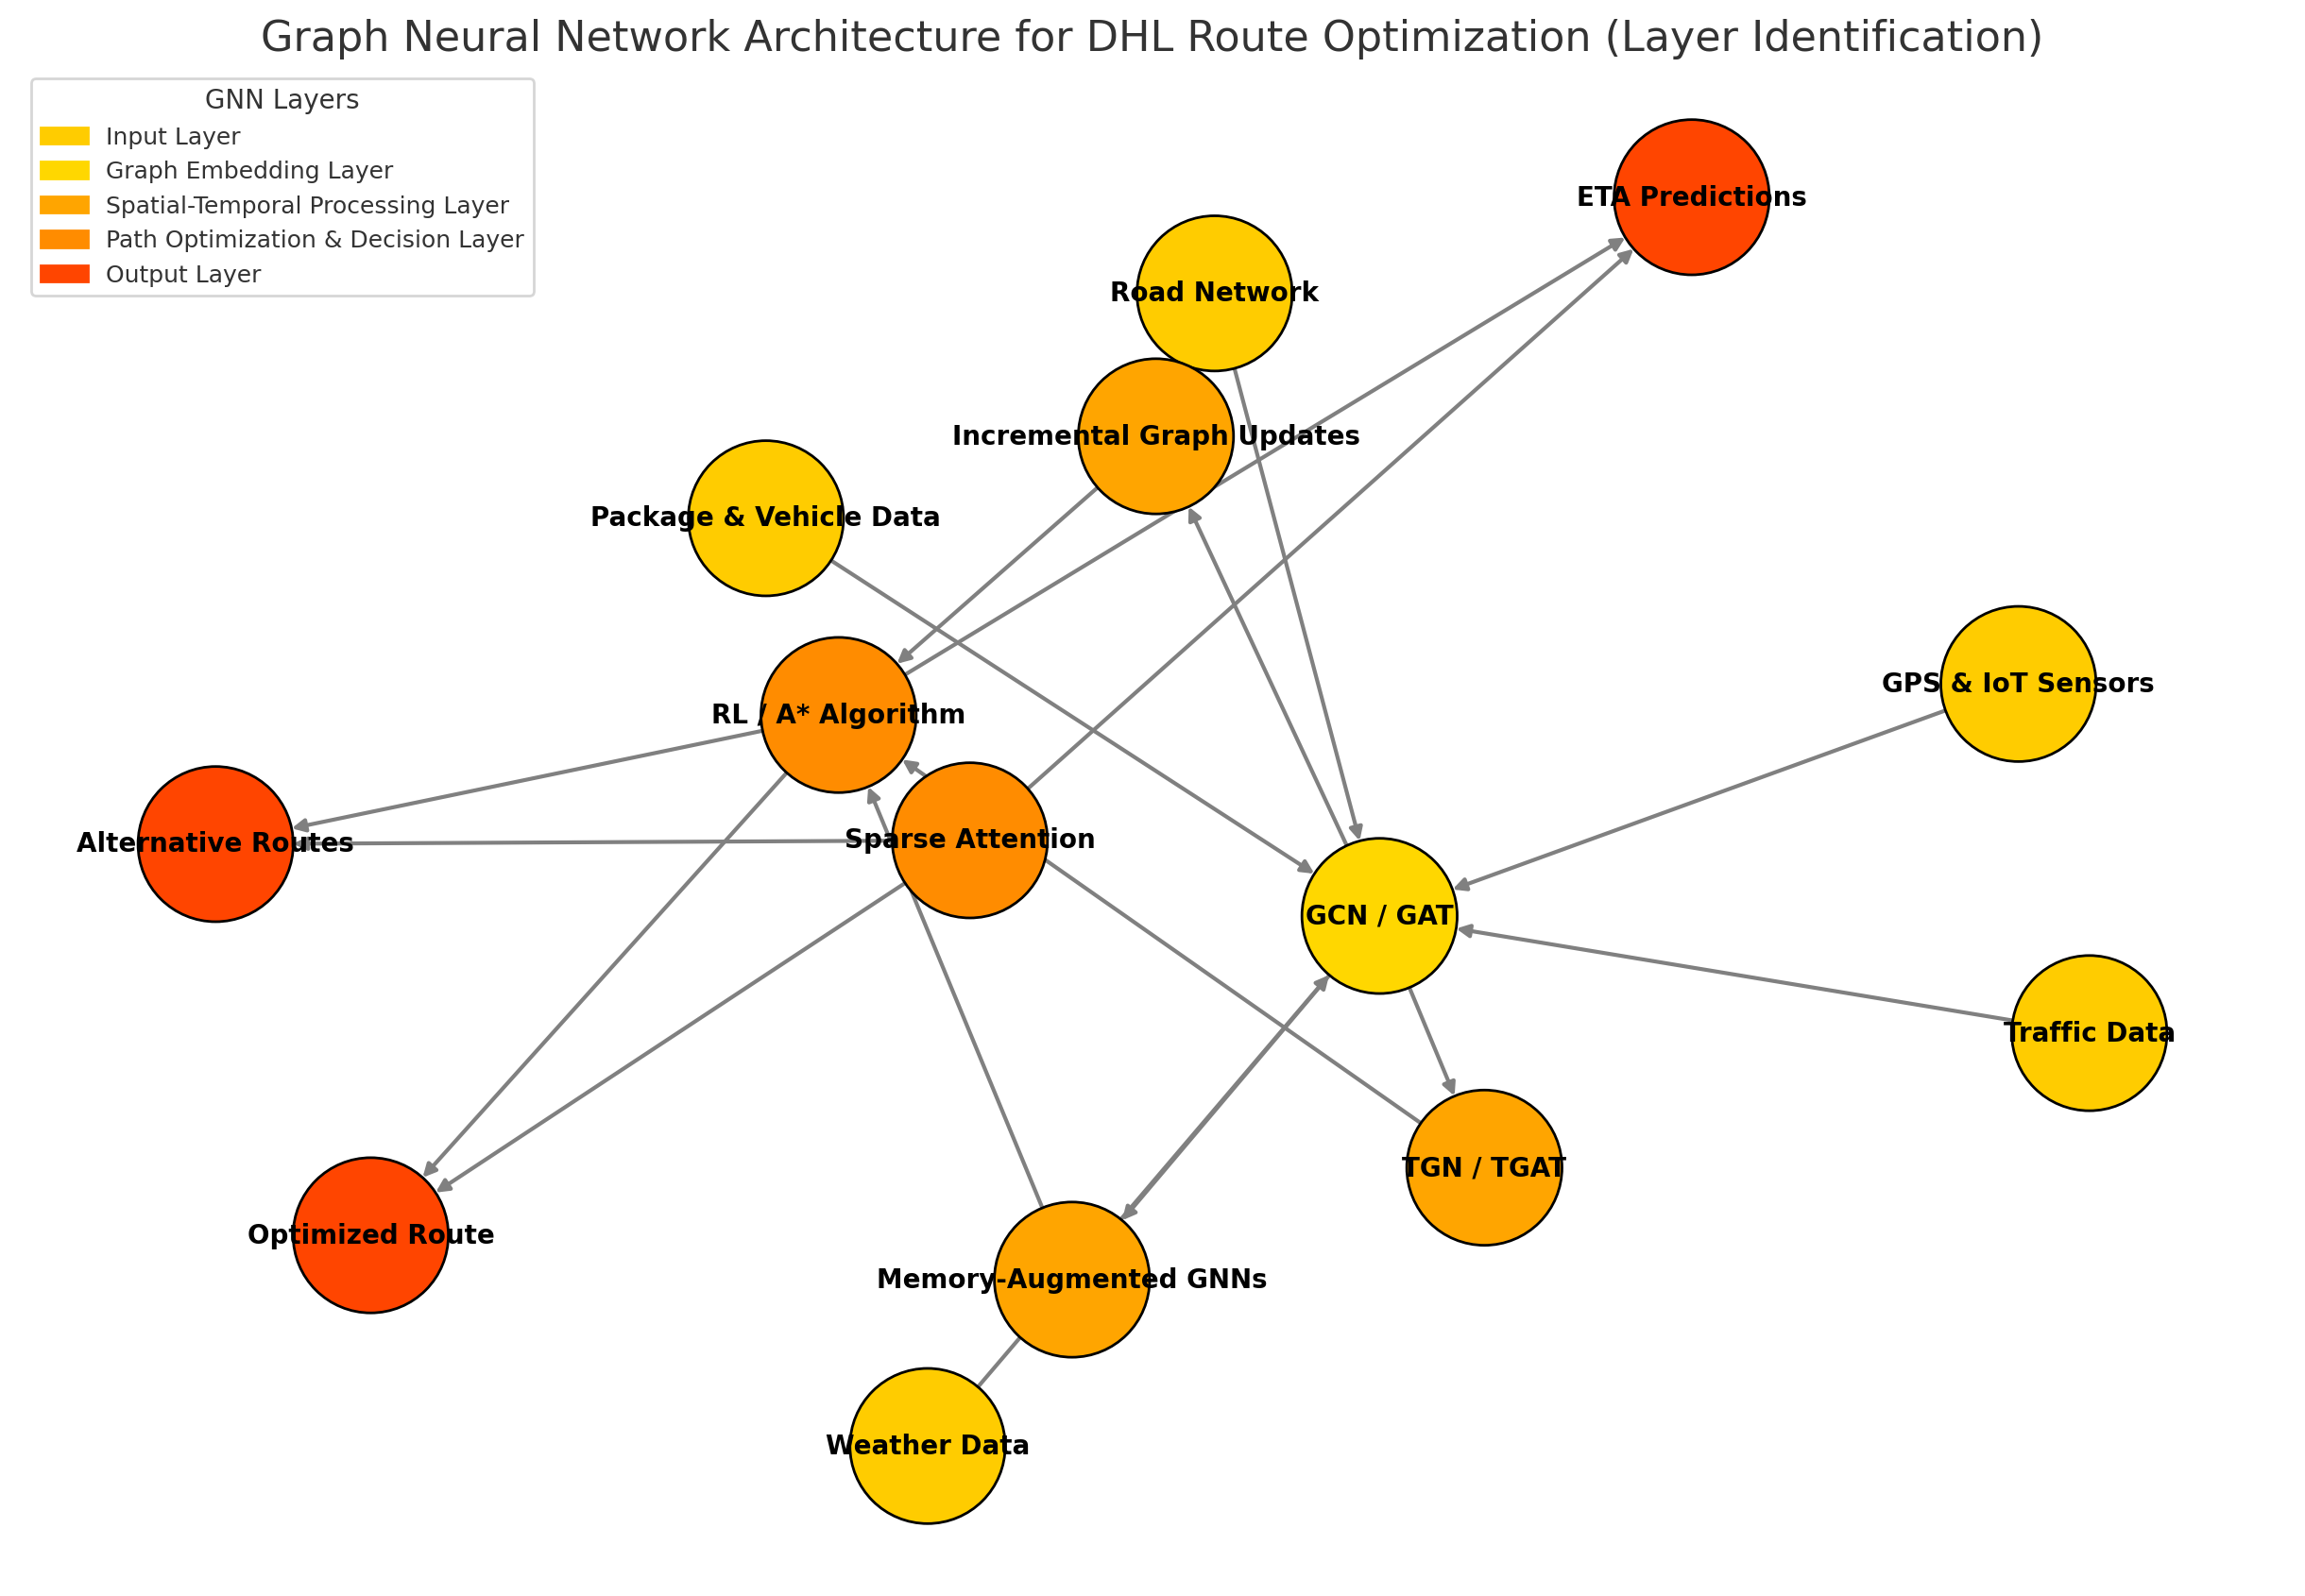 Graph Neural Network Architecture for DHL Route Optimization (Layer Identification)
GNN Layers
Input Layer
Graph Embedding Layer
Spatial-Temporal Processing Layer
Path Optimization & Decision Layer
Output Layer
ETA Predictions
Road Network
Incremental Graph Updates
Package & Vehicle Data
GPS & IoT Sensors
RL / A* Algorithm
Sparse Attention
Alternative Routes
GCN / GAT
Traffic Data
TGN / TGAT
Optimized Route
Memory-Augmented GNNs
Weather Data